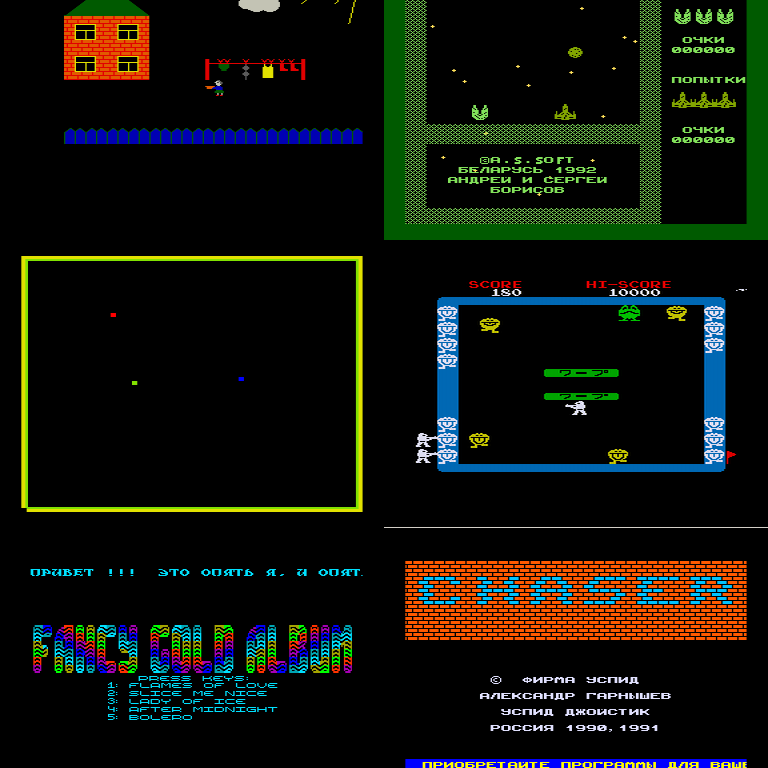 ОЧКИ
000000
ПОПЫТКИ
ОЧКИ
000000
©A.S.SOFT
БЕЛАРУСЬ 1992
АНДРЕЙ И СЕРГЕЙ
БОРИСОВ
SCORE HI-SCORE
180 10000
ワープ
ワープ
ПРИВЕТ !!! ЭТО ОПЯТЬ Я, И ОПЯТ
FANCY GOLD ALBUM
PRESS KEYS:
1: FLAMES OF LOVE
2: SLICE ME NICE
3: LADY OF ICE
4: AFTER MIDNIGHT
5: BOLERO
CHASER
© ФИРМА УСПИД
АЛЕКСАНДР ГАРНЫШЕВ
УСПИД ДЖОЙСТИК
РОССИЯ 1990,1991
ПРИОБРЕТАЙТЕ ПРОГРАММЫ ДЛЯ ВАШЕ